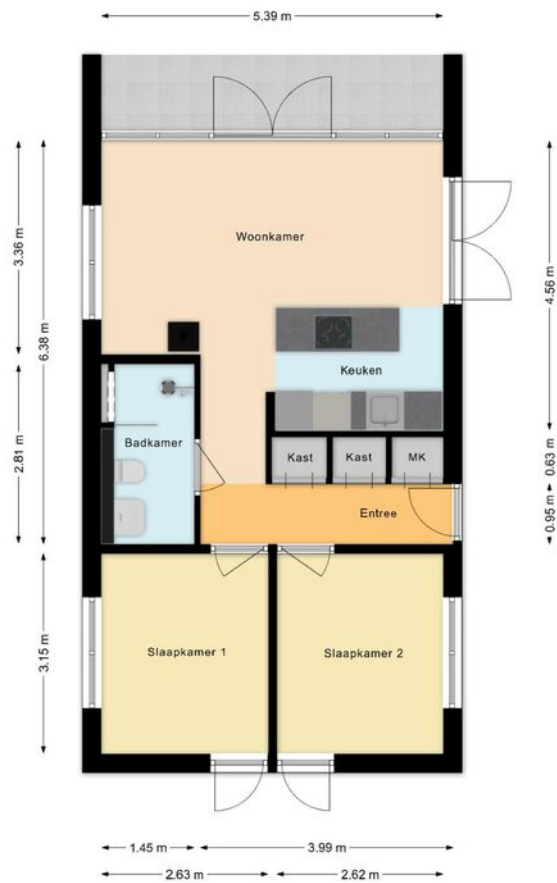 5.39 m
Woonkamer
3.36 m
6.38 m
4.56 m
Keuken
2.81 m
Badkamer
Kast
Kast
MK
0.63 m
Entree
0.95 m
3.15 m
Slaapkamer 1
Slaapkamer 2
1.45 m
3.99 m
2.63 m
2.62 m